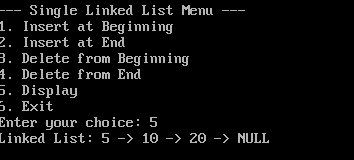 --- Single Linked List Menu ---
1. Insert at Beginning
2. Insert at End
3. Delete from Beginning
4. Delete from End
5. Display
6. Exit
Enter your choice: 5
Linked List: 5 -> 10 -> 20 -> NULL